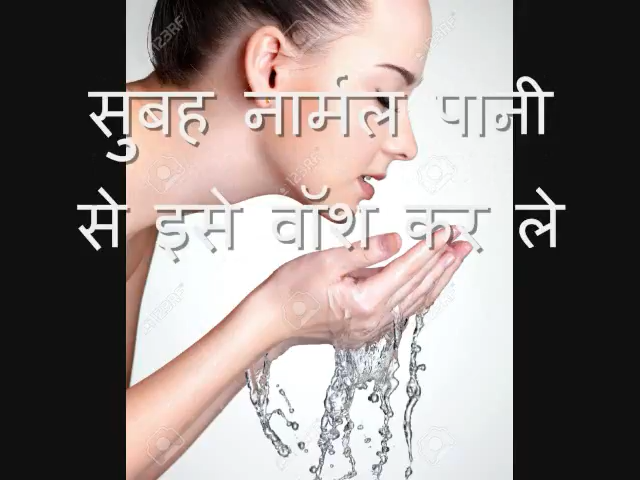 सुबह नार्मल पानी
से इसे वॉश कर ले